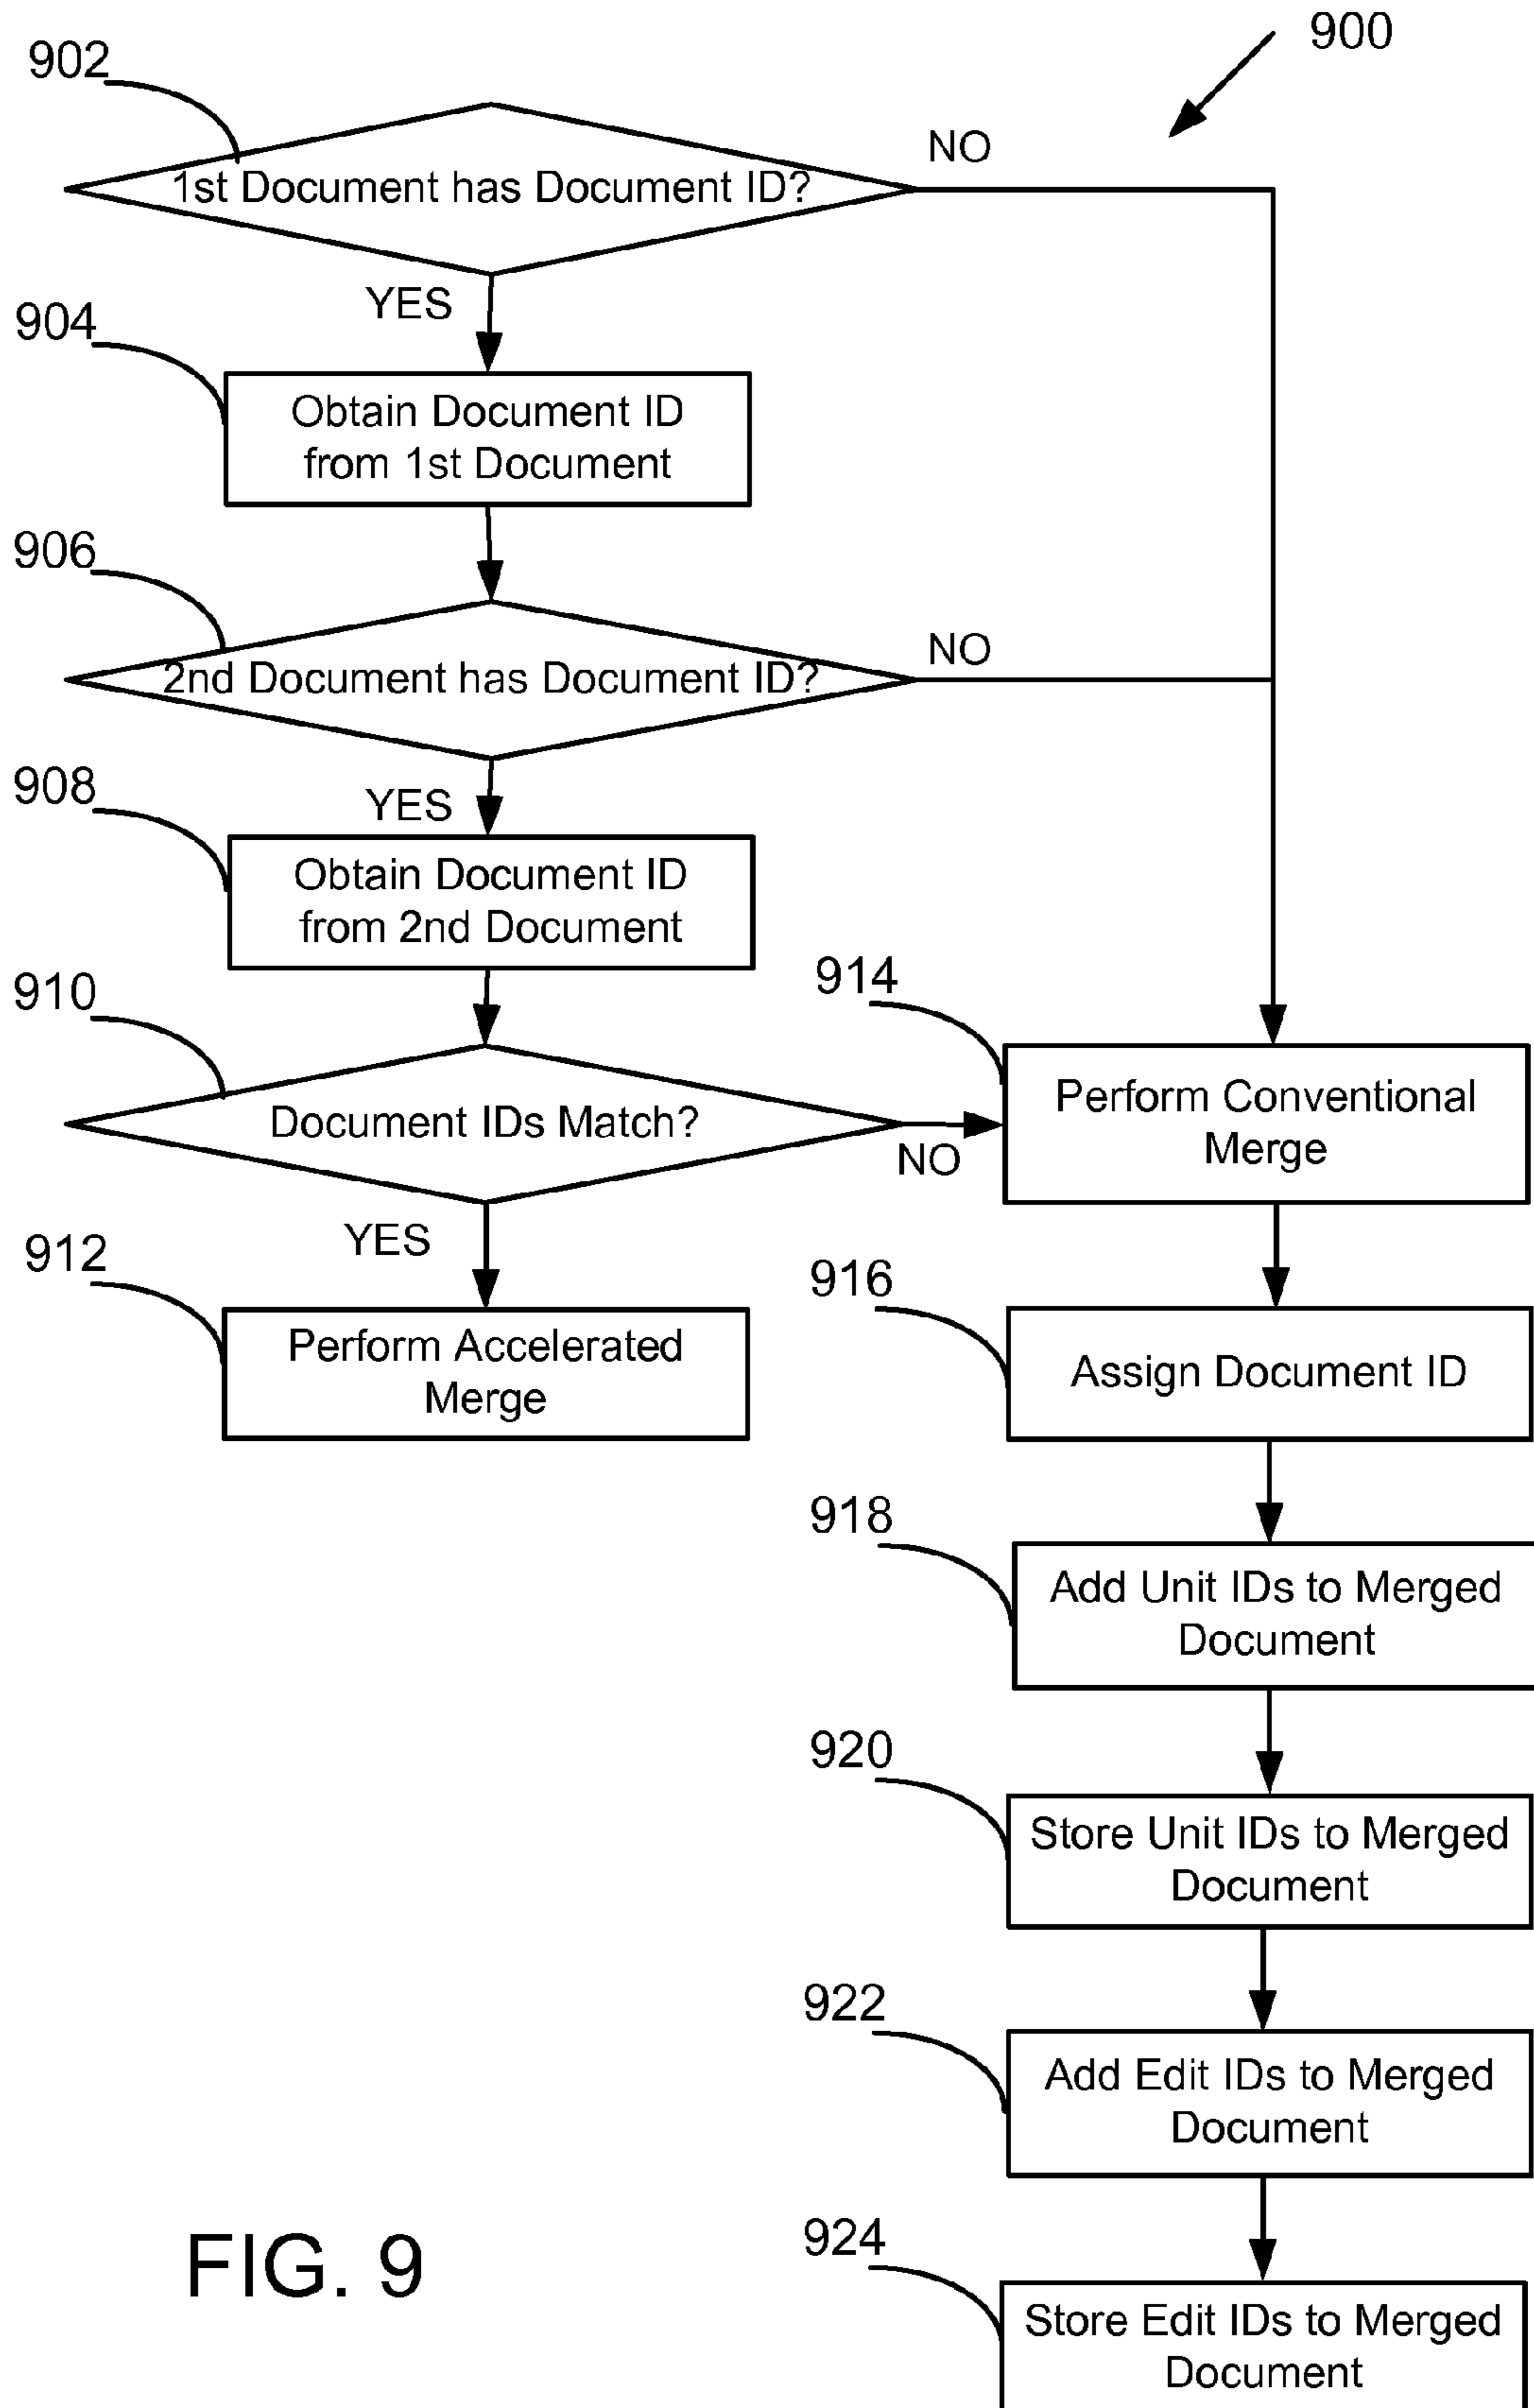 900
902
1st Document has Document ID?
NO
YES
904
Obtain Document ID
from 1st Document
906
2nd Document has Document ID?
NO
YES
908
Obtain Document ID
from 2nd Document
910
Document IDs Match?
NO
YES
912
Perform Accelerated
Merge
914
Perform Conventional
Merge
916
Assign Document ID
918
Add Unit IDs to Merged
Document
920
Store Unit IDs to Merged
Document
922
Add Edit IDs to Merged
Document
924
Store Edit IDs to Merged
Document
FIG. 9